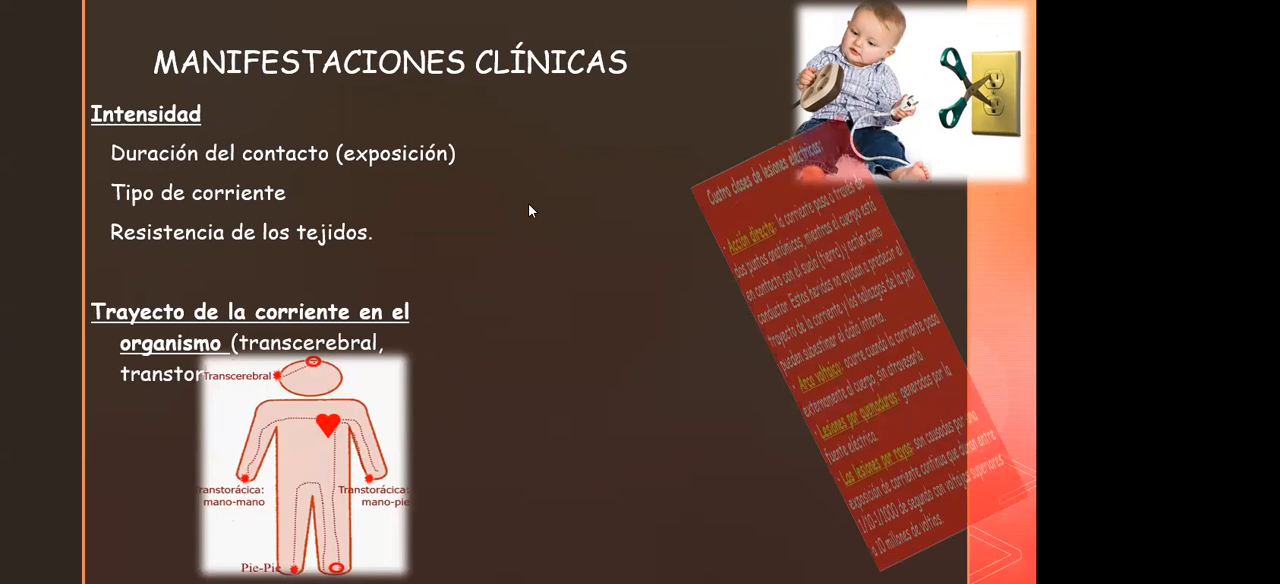 MANIFESTACIONES CLÍNICAS
Intensidad
Duración del contacto (exposición)
Tipo de corriente
Resistencia de los tejidos.
Trayecto de la corriente en el
organismo (transcerebral,
transtor
Transcerebral
Transtorácica:
mano-mano
Transtorácica:
mano-pie
Pie-Pie
Cuatro clases de lesiones eléctricas:
· Acción directa: la corriente pasa a través de
dos puntos anatómicos, mientras el cuerpo está
en contacto con el suelo (tierra) y actúa como
conductor. Estas heridas no ayudan a predecir el
trayecto de la corriente y los hallazgos de la piel
pueden subestimar el daño interno.
· Arco voltaico: ocurre cuando la corriente pasa
externamente al cuerpo, sin atravesarlo
Lesiones por quemaduras: generadas por la
fuente eléctrica.
· Las lesiones por rayos: son causadas por una
exposición de corriente continua que duran entre
1/10-1/1000 de segundo con voltajes superiores
a 10 millones de voltios.